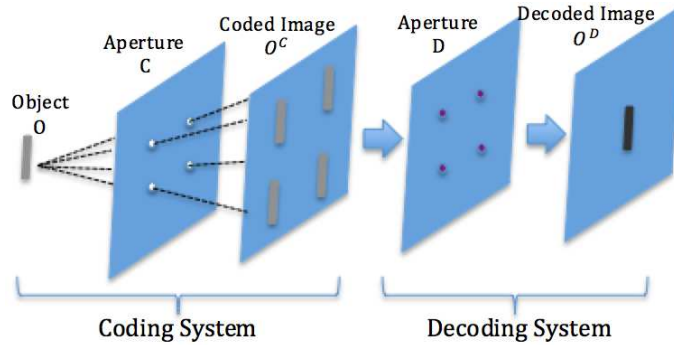 Object
O
Aperture
C
Coded Image
O^C
Aperture
D
Decoded Image
O^D
Coding System
Decoding System